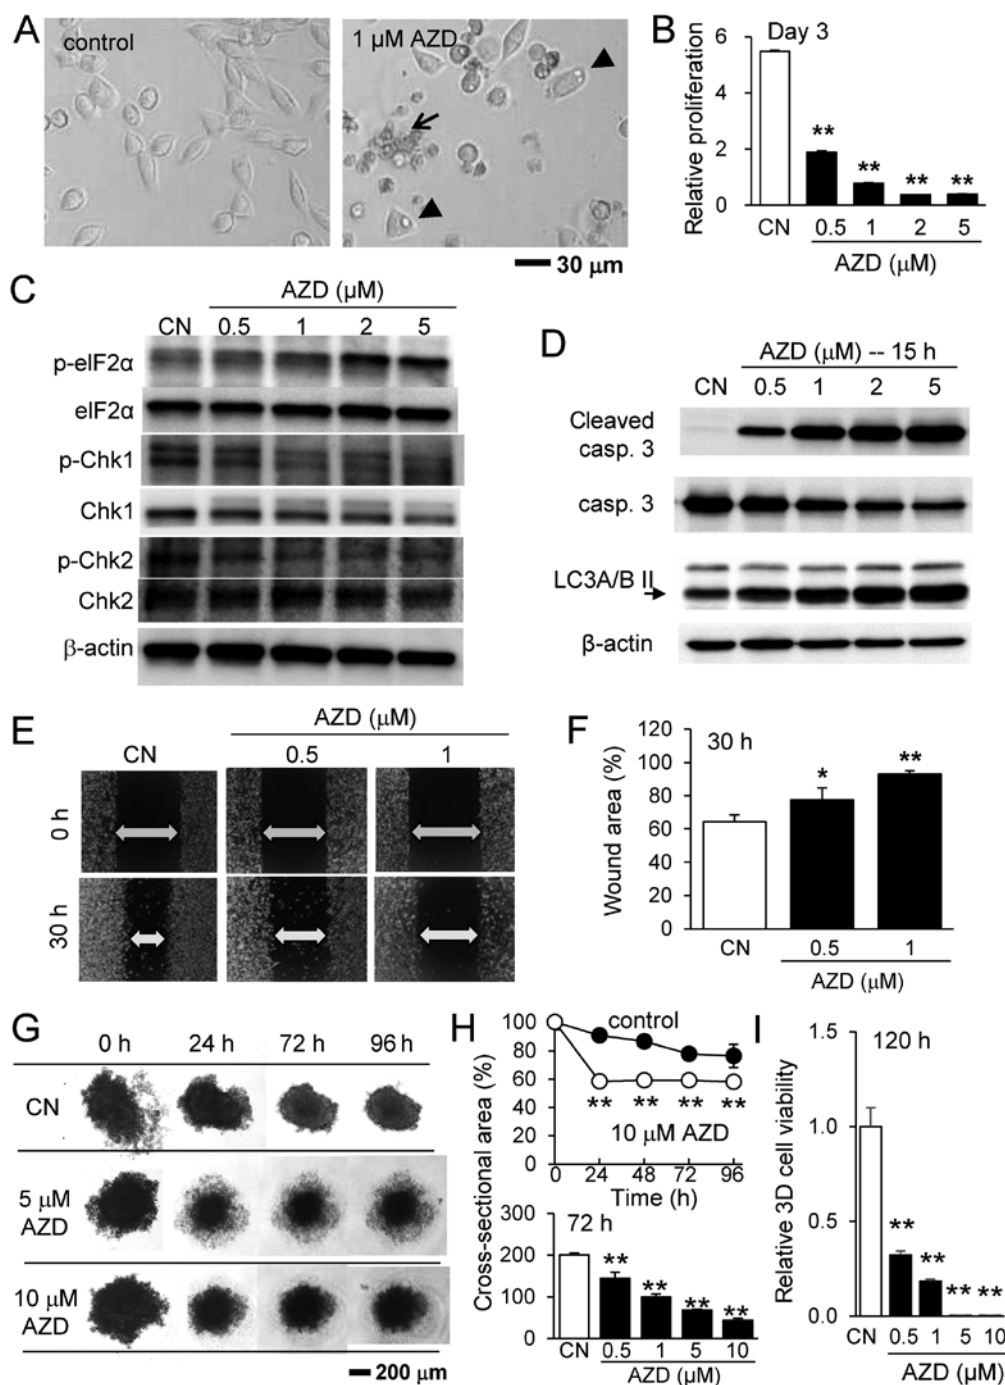 A
control
1 μM AZD
30 μm
B
Day 3
Relative proliferation
6
4
2
0
** ** ** **
CN
0.5 1 2 5
AZD (μM)
C
AZD (μM)
CN 0.5 1 2 5
p-eIF2α
eIF2α
p-Chk1
Chk1
p-Chk2
Chk2
β-actin
D
AZD (μM) -- 15 h
CN 0.5 1 2 5
Cleaved
casp. 3
casp. 3
LC3A/B II
β-actin
E
AZD (μM)
CN 0.5 1
0 h
30 h
F
30 h
Wound area (%)
120
100
80
60
40
20
0
* **
CN 0.5 1
AZD (μM)
G
0 h 24 h 72 h 96 h
CN
5 μM
AZD
10 μM
AZD
200 μm
H
Cross-sectional area (%)
100
80
60
40
20
0
control
** ** ** **
10 μM AZD
0 24 48 72 96
Time (h)
300
200
100
0
72 h
** ** ** **
CN 0.5 1 5 10
AZD (μM)
I
120 h
Relative 3D cell viability
1.5
1.0
0.5
0.0
** ** ** **
CN 0.5 1 5 10
AZD (μM)